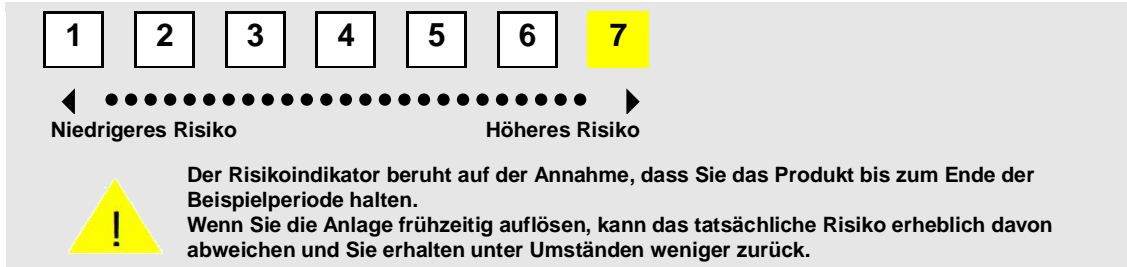 1 2 3 4 5 6 7
Niedrigeres Risiko Höheres Risiko
Der Risikoindikator beruht auf der Annahme, dass Sie das Produkt bis zum Ende der
Beispielperiode halten.
Wenn Sie die Anlage frühzeitig auflösen, kann das tatsächliche Risiko erheblich davon
abweichen und Sie erhalten unter Umständen weniger zurück.
!